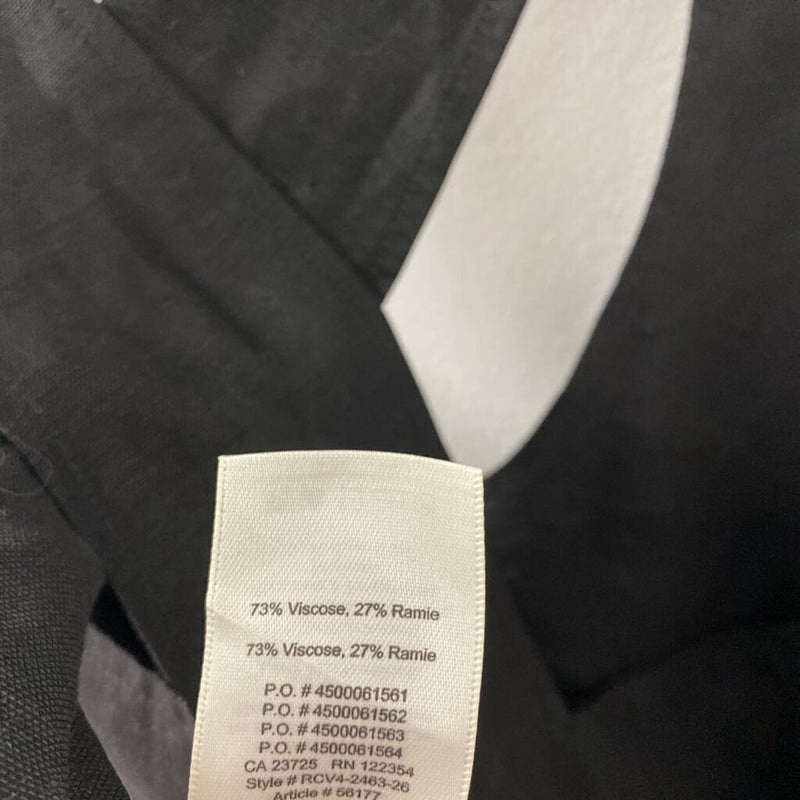 73% Viscose, 27% Ramie
73% Viscose, 27% Ramie
P.O. # 4500061561
P.O. # 4500061562
P.O. # 4500061563
P.O. # 4500061564
CA 23725 RN 122354
Style # RCV4-2463-26
Article # 56177